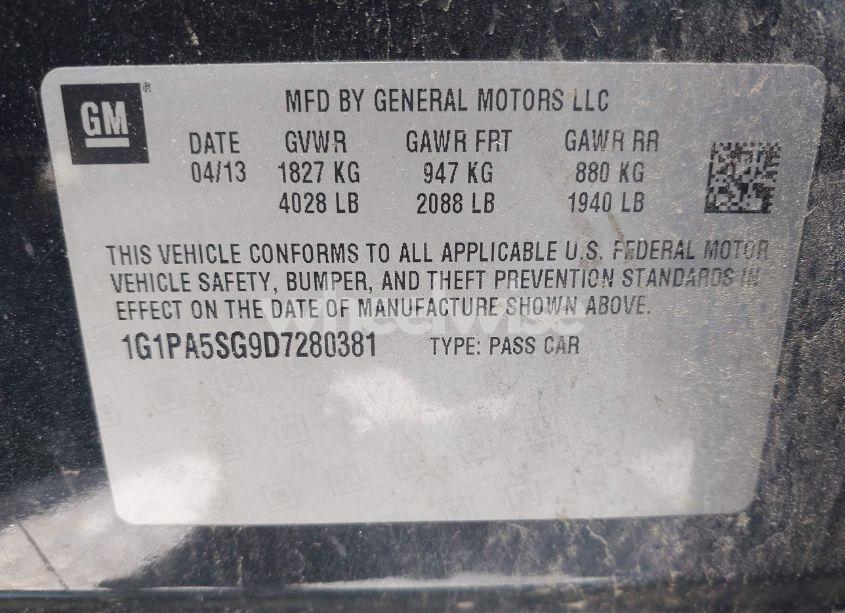 GM®
MFD BY GENERAL MOTORS LLC
DATE GVWR GAWR FRT GAWR RR
04/13 1827 KG 947 KG 880 KG
4028 LB 2088 LB 1940 LB
THIS VEHICLE CONFORMS TO ALL APPLICABLE U.S. FEDERAL MOTOR
VEHICLE SAFETY, BUMPER, AND THEFT PREVENTION STANDARDS IN
EFFECT ON THE DATE OF MANUFACTURE SHOWN ABOVE.
wheelwise
1G1PA5SG9D7280381 TYPE: PASS CAR